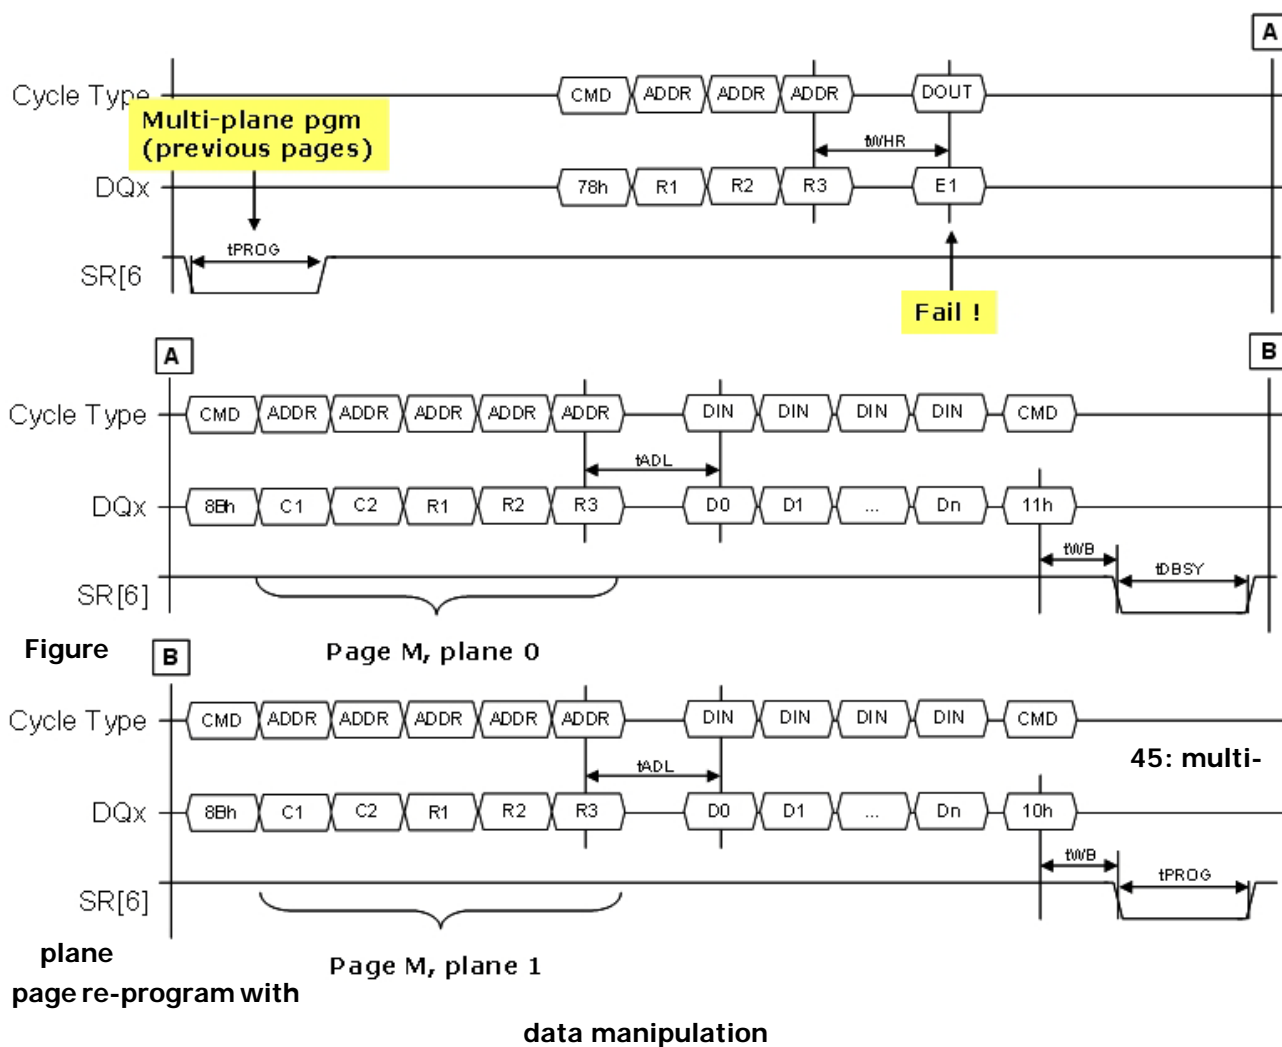 A
Cycle Type CMD ADDR ADDR ADDR DOUT
Multi-plane pgm
(previous pages)
tWHR
DQx 78h R1 R2 R3 E1
tPROG
SR[6
Fail !
A B
Cycle Type CMD ADDR ADDR ADDR ADDR ADDR DIN DIN DIN DIN CMD
tADL
DQx 8Bh C1 C2 R1 R2 R3 D0 D1 ... Dn 11h
tWB
tDBSY
SR[6]
Figure B Page M, plane 0
Cycle Type CMD ADDR ADDR ADDR ADDR ADDR DIN DIN DIN DIN CMD
45: multi-
tADL
DQx 8Bh C1 C2 R1 R2 R3 D0 D1 ... Dn 10h
tWB
tPROG
SR[6]
plane
Page M, plane 1
page re-program with
data manipulation